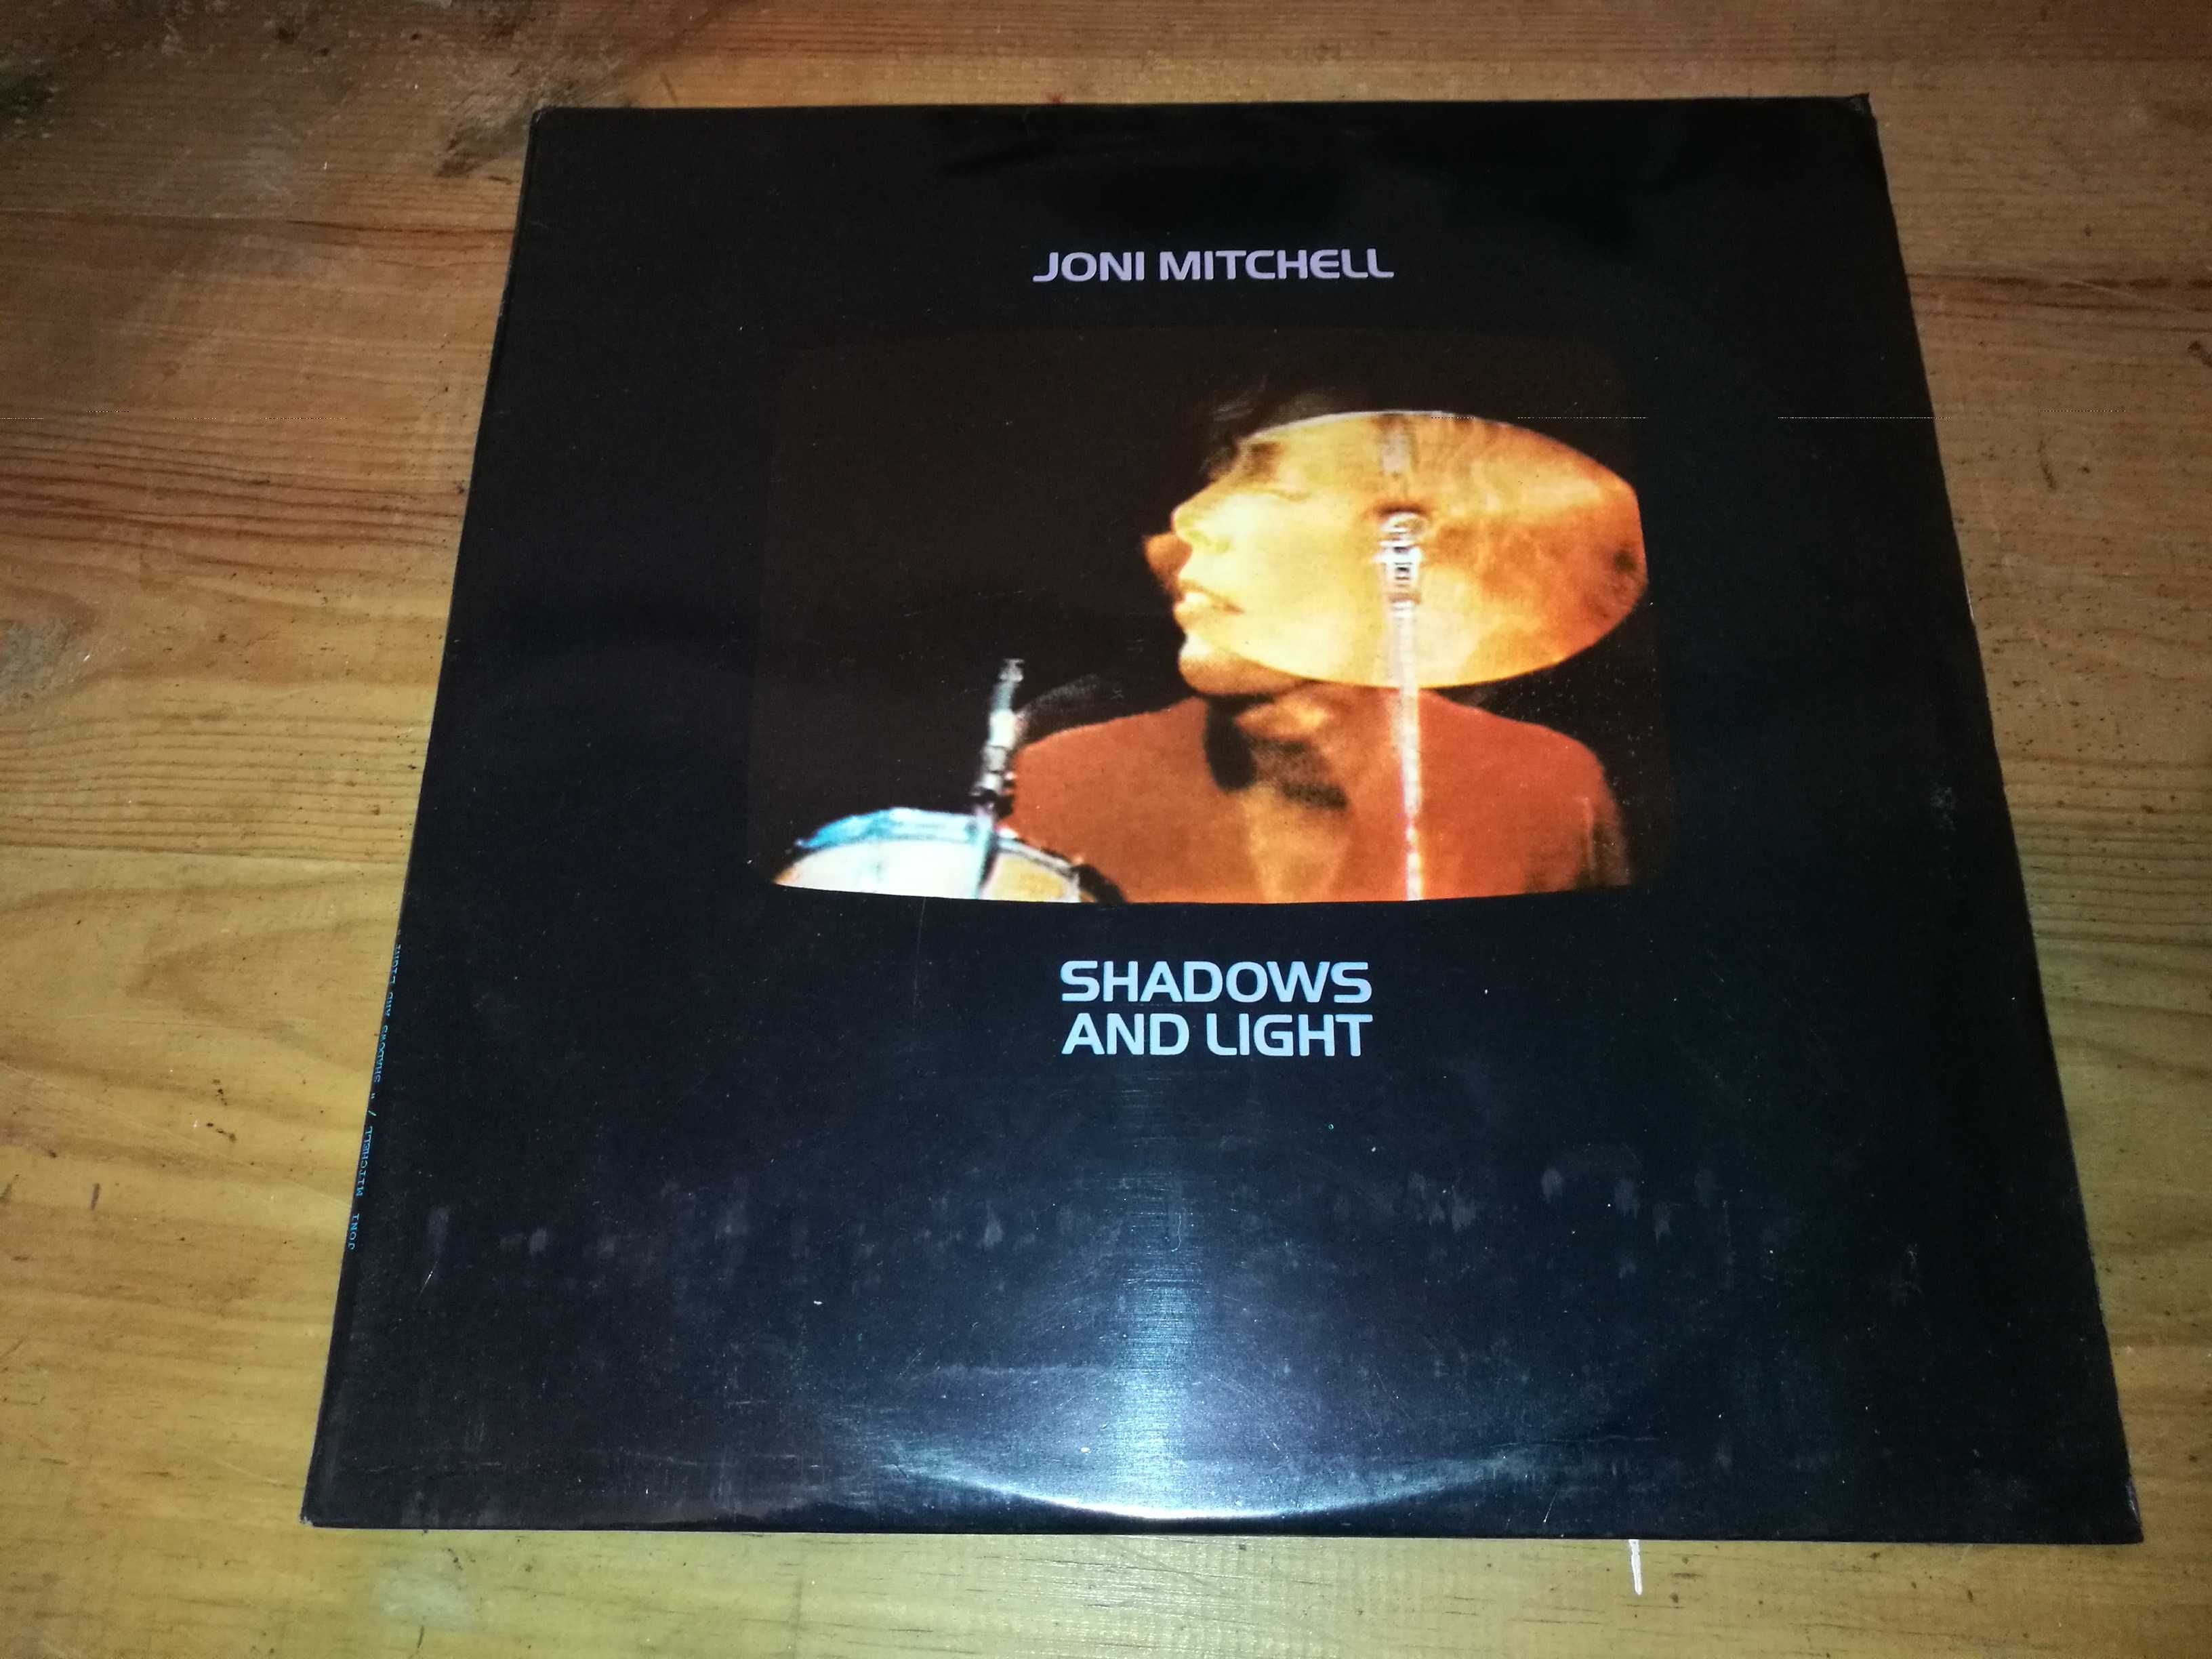 JONI MITCHELL
SHADOWS
AND LIGHT
JONI MITCHELL / " SHADOWS AND LIGHT